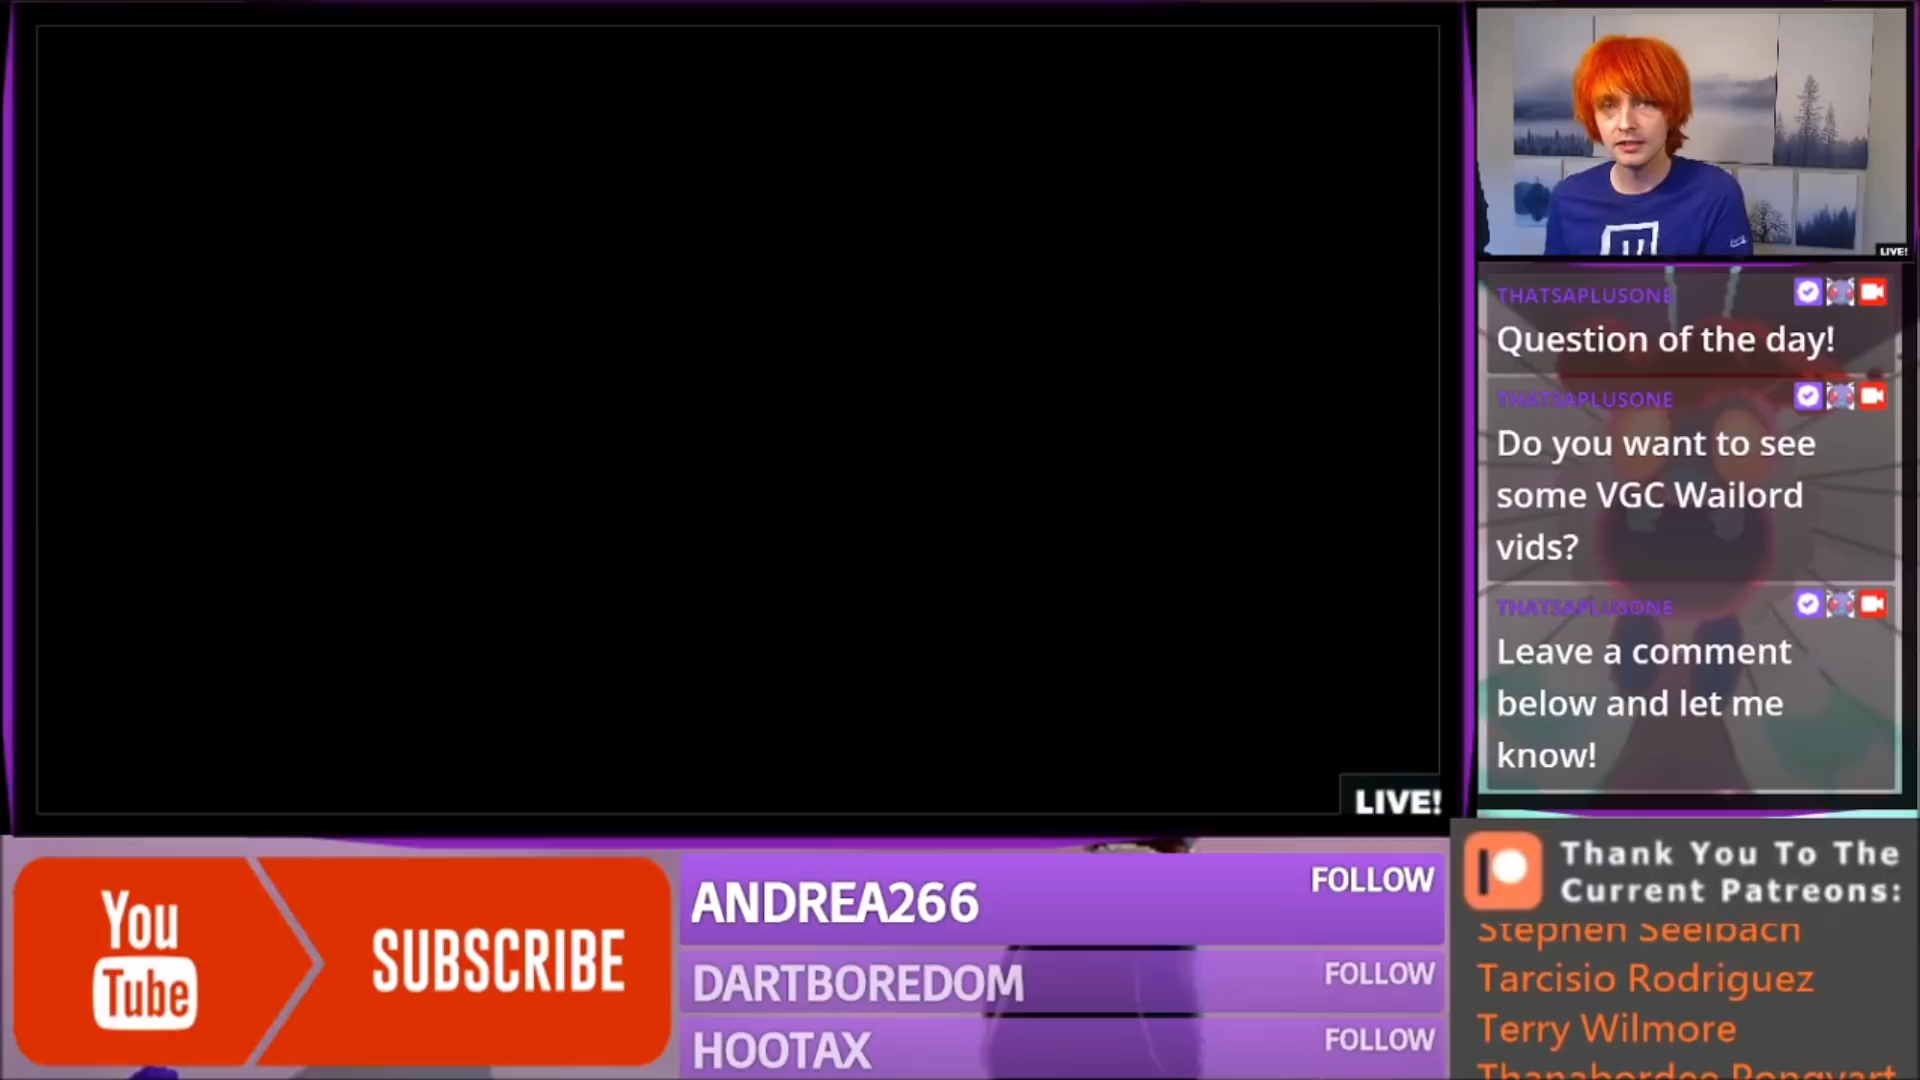 LIVE!
THATSAPLUSONE
Question of the day!
THATSAPLUSONE
Do you want to see
some VGC Wailord
vids?
THATSAPLUSONE
Leave a comment
below and let me
know!
LIVE!
You
Tube
SUBSCRIBE
ANDREA266 FOLLOW
DARTBOREDOM FOLLOW
HOOTAX FOLLOW
Thank You To The
Current Patreons:
Stephen Seelbach
Tarcisio Rodriguez
Terry Wilmore